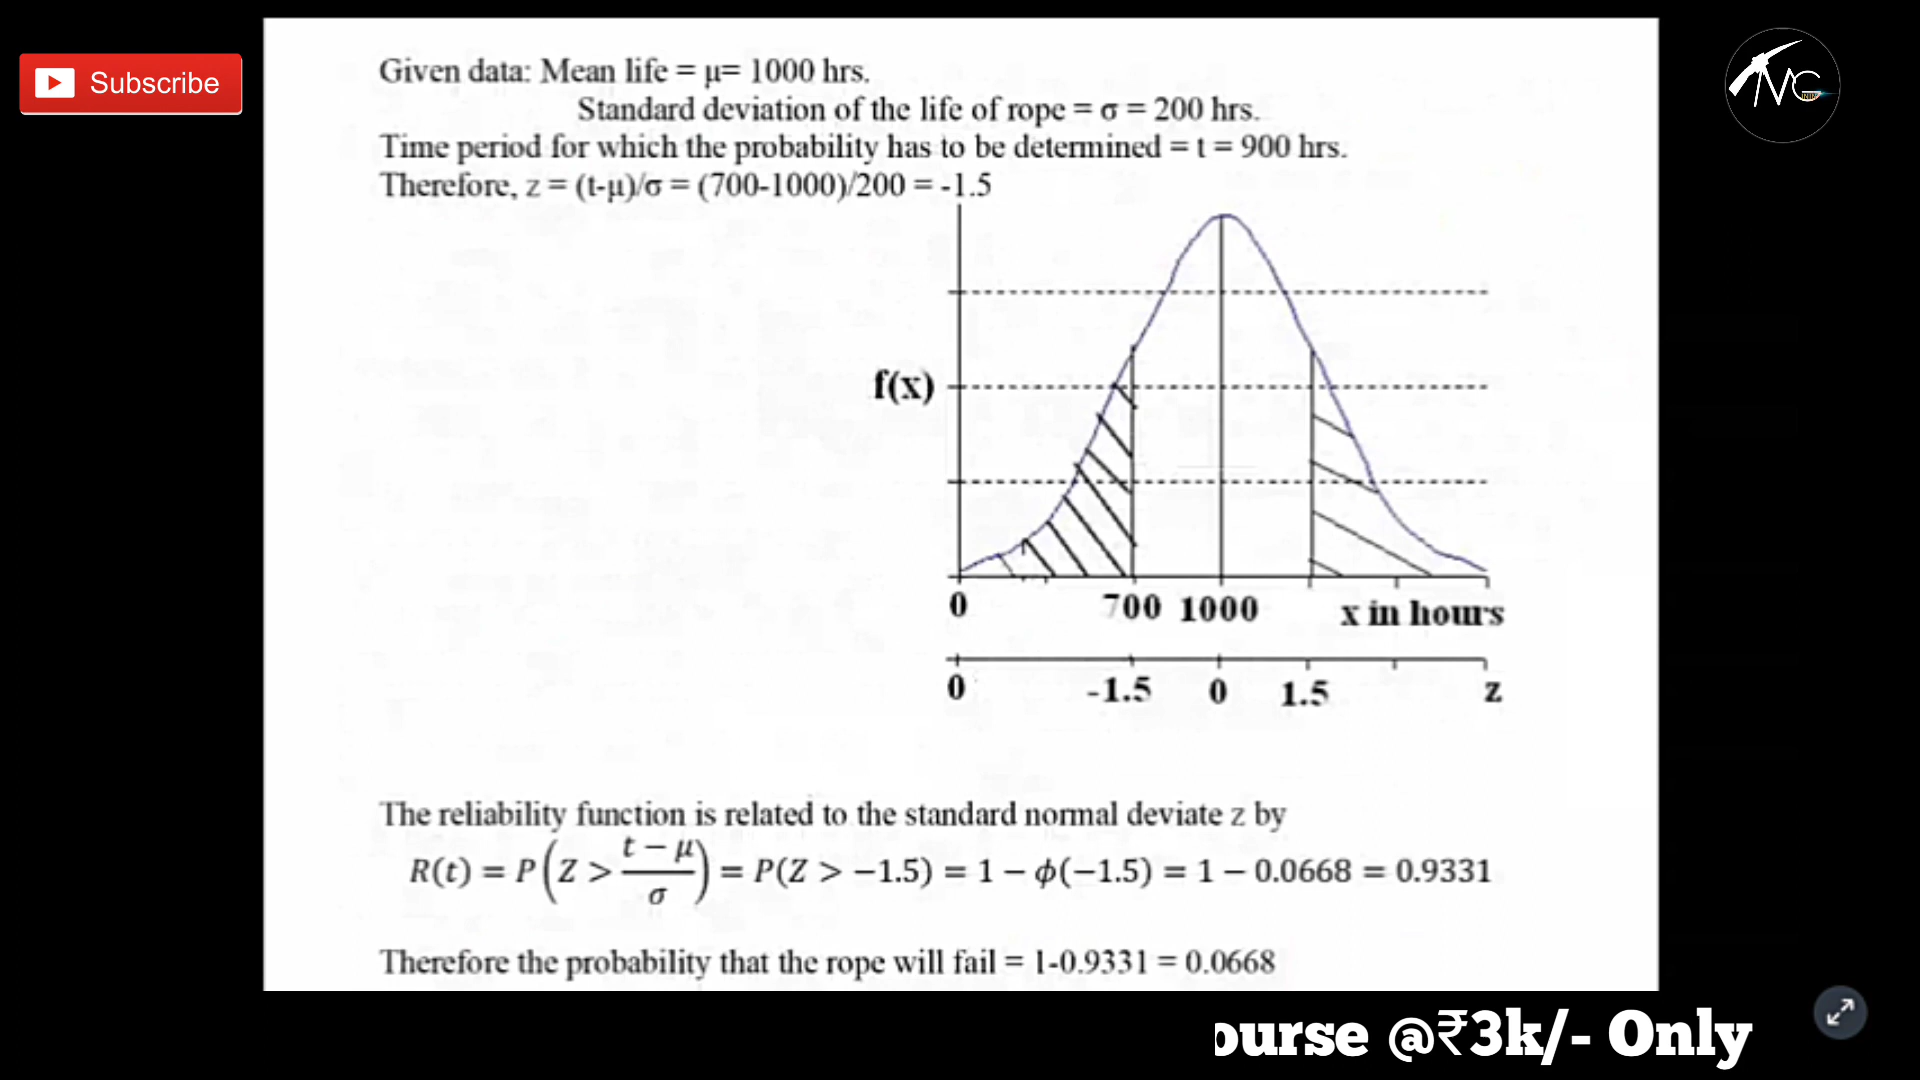 Subscribe
Given data: Mean life = μ= 1000 hrs.
Standard deviation of the life of rope = σ = 200 hrs.
Time period for which the probability has to be determined = t = 900 hrs.
Therefore, z = (t-μ)/σ = (700-1000)/200 = -1.5
f(x)
0 700 1000 x in hours
0 -1.5 0 1.5 z
The reliability function is related to the standard normal deviate z by
R(t) = P(Z > (t − μ)/σ) = P(Z > −1.5) = 1 − ϕ(−1.5) = 1 − 0.0668 = 0.9331
Therefore the probability that the rope will fail = 1-0.9331 = 0.0668
ourse @₹3k/- Only